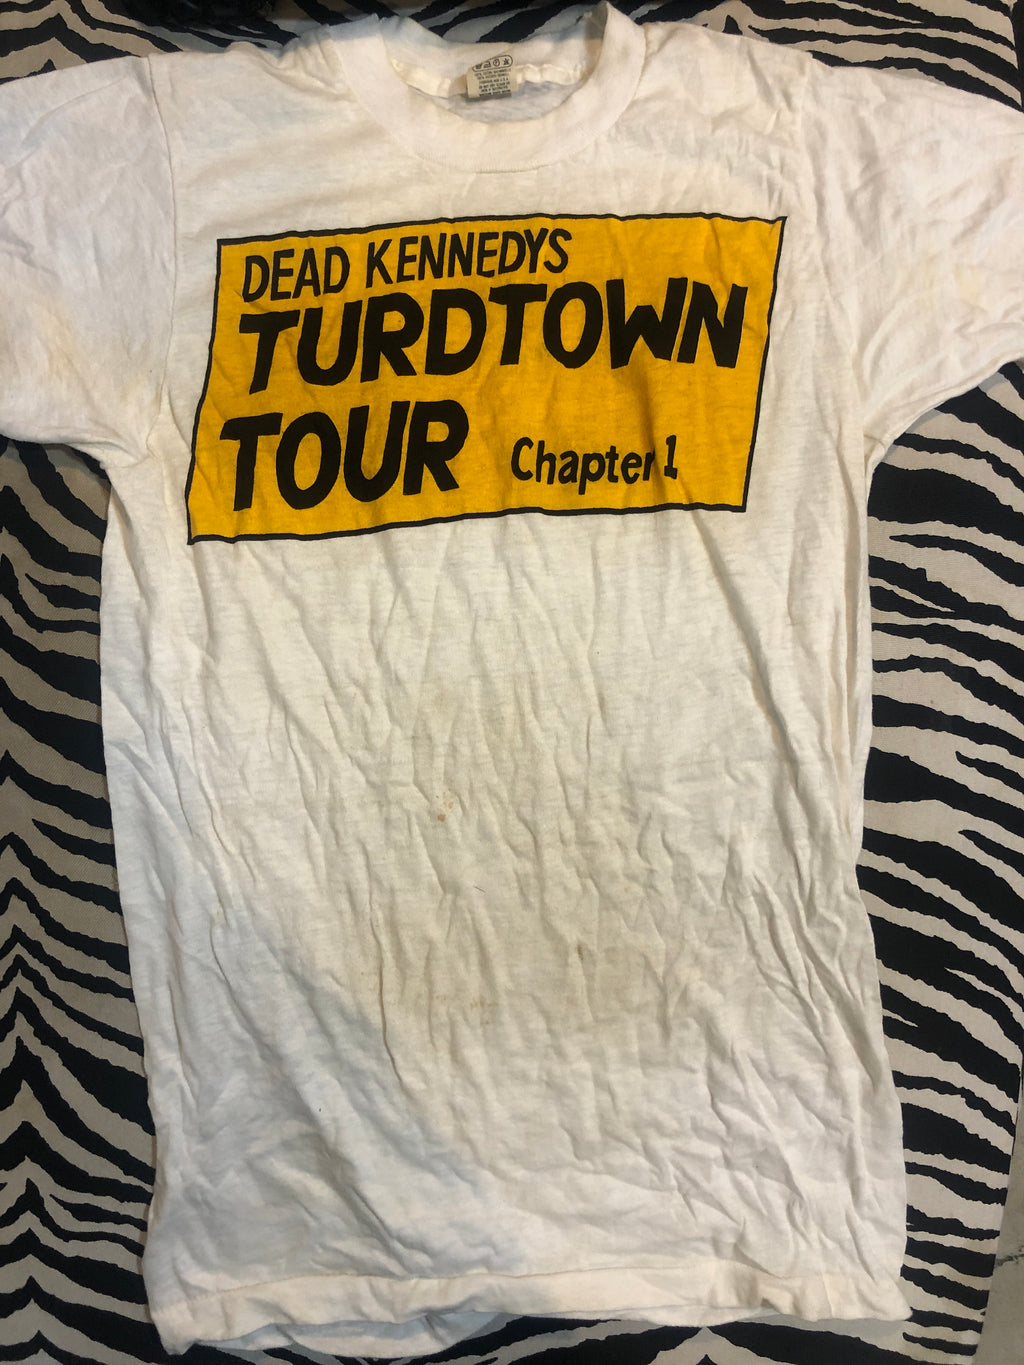 DEAD KENNEDYS
TURDTOWN
TOUR Chapter 1